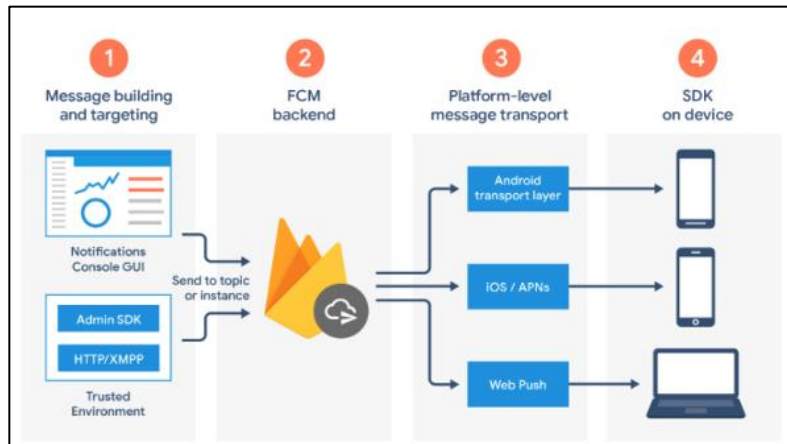 1
Message building
and targeting
2
FCM
backend
3
Platform-level
message transport
4
SDK
on device
Notifications
Console GUI
Send to topic
or instance
Admin SDK
HTTP/XMPP
Trusted
Environment
Android
transport layer
iOS / APNs
Web Push